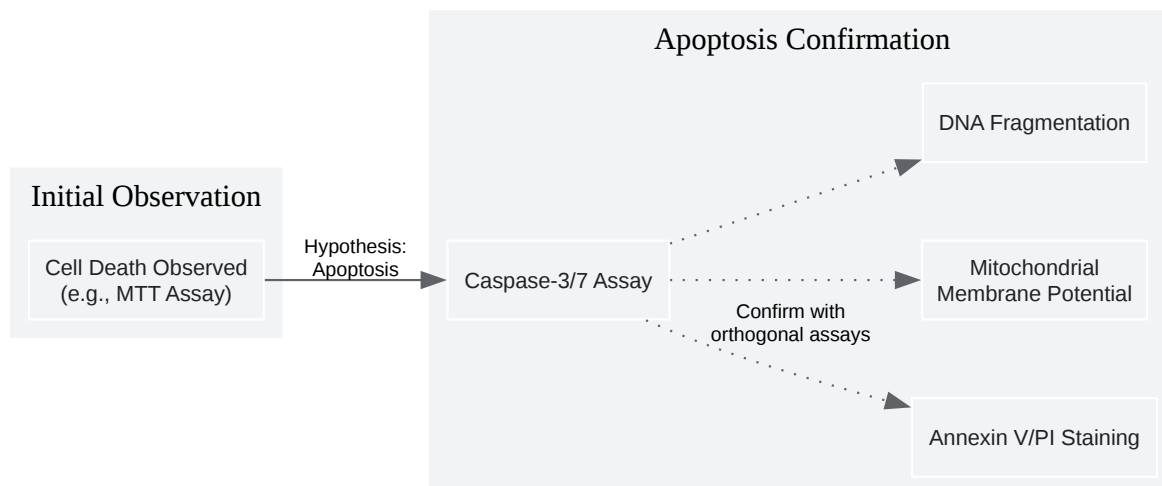 Apoptosis Confirmation
DNA Fragmentation
Initial Observation
Hypothesis:
Apoptosis
Cell Death Observed
(e.g., MTT Assay)
Caspase-3/7 Assay
Mitochondrial
Membrane Potential
Confirm with
orthogonal assays
Annexin V/PI Staining